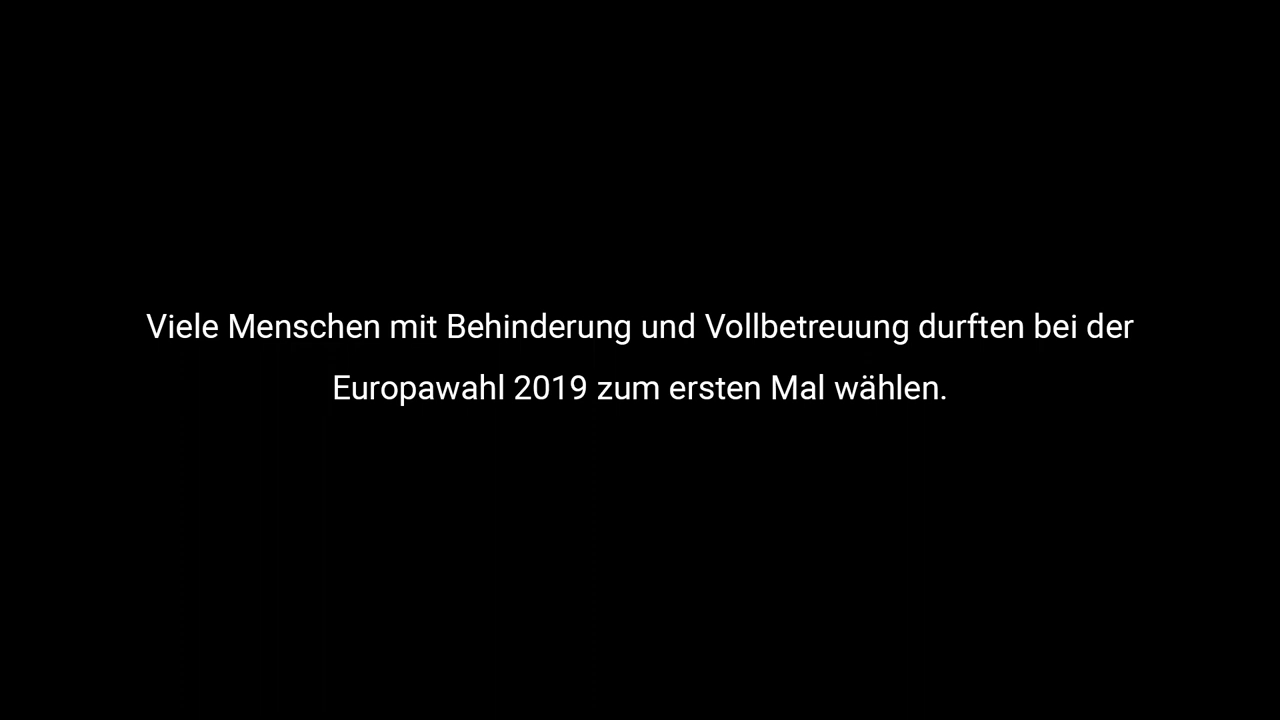 Viele Menschen mit Behinderung und Vollbetreuung durften bei der
Europawahl 2019 zum ersten Mal wählen.